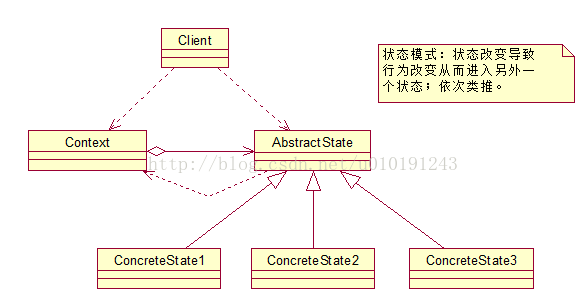 Client
状态模式：状态改变导致
行为改变从而进入另外一
个状态；依次类推。
Context
AbstractState
http://blog.csdn.net/u010191243
ConcreteState1
ConcreteState2
ConcreteState3